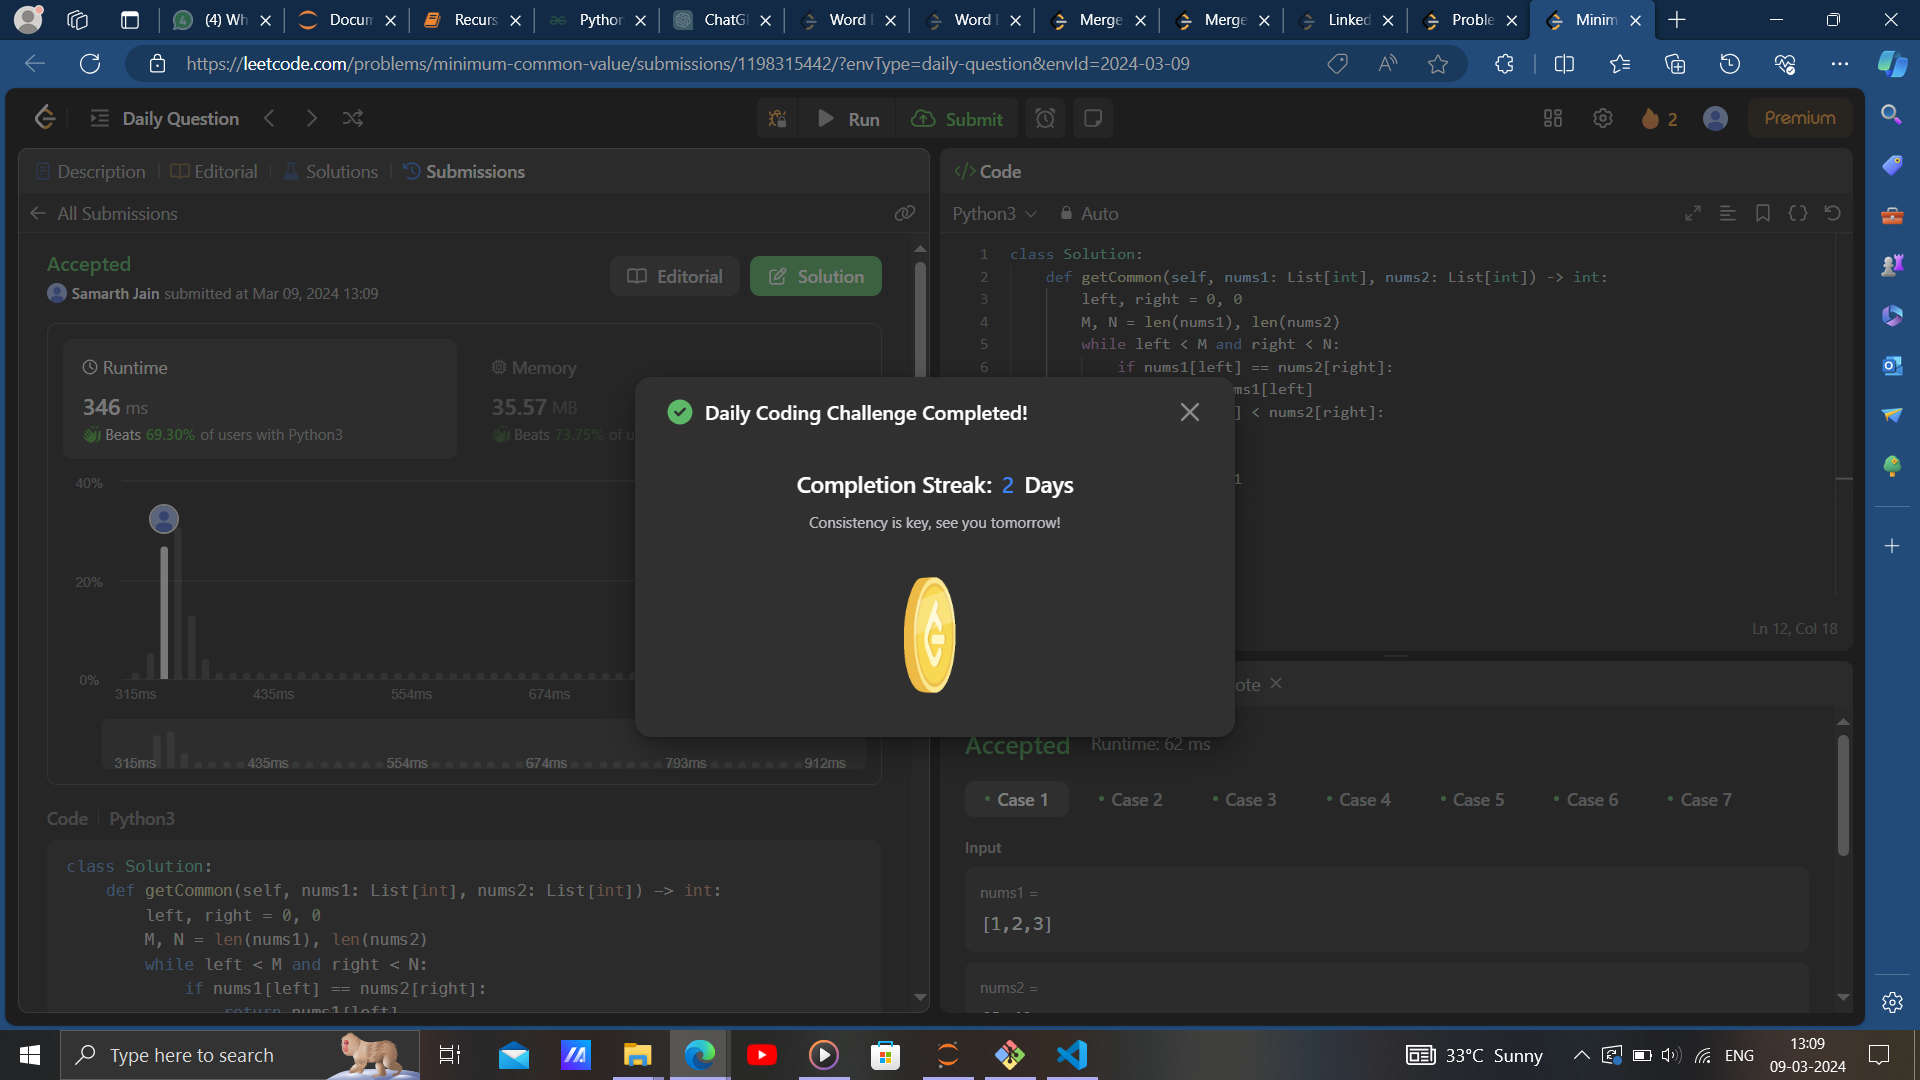 (4) Wh
Docum
Recurs
Python
ChatG
Word
Word
Merge
Merge
Linked
Proble
Minim
https://leetcode.com/problems/minimum-common-value/submissions/1198315442/?envType=daily-question&envId=2024-03-09
Daily Question
Run
Submit
2
Premium
Description
Editorial
Solutions
Submissions
All Submissions
Accepted
Samarth Jain submitted at Mar 09, 2024 13:09
Editorial
Solution
Runtime
346 ms
Beats 69.30% of users with Python3
Memory
35.57 MB
Beats 73.75% of u
40%
20%
0%
315ms
435ms
554ms
674ms
315ms
435ms
554ms
674ms
793ms
912ms
Code
Python3
class Solution:
def getCommon(self, nums1: List[int], nums2: List[int]) -> int:
left, right = 0, 0
M, N = len(nums1), len(nums2)
while left < M and right < N:
if nums1[left] == nums2[right]:
return nums1[left]
Daily Coding Challenge Completed!
Completion Streak: 2 Days
Consistency is key, see you tomorrow!
</> Code
Python3
Auto
1 class Solution:
2 def getCommon(self, nums1: List[int], nums2: List[int]) -> int:
3 left, right = 0, 0
4 M, N = len(nums1), len(nums2)
5 while left < M and right < N:
6 if nums1[left] == nums2[right]:
ms1[left]
] < nums2[right]:
1
Ln 12, Col 18
ote
Accepted
Runtime: 62 ms
Case 1
Case 2
Case 3
Case 4
Case 5
Case 6
Case 7
Input
nums1 =
[1,2,3]
nums2 =
Type here to search
33°C Sunny
ENG
13:09
09-03-2024